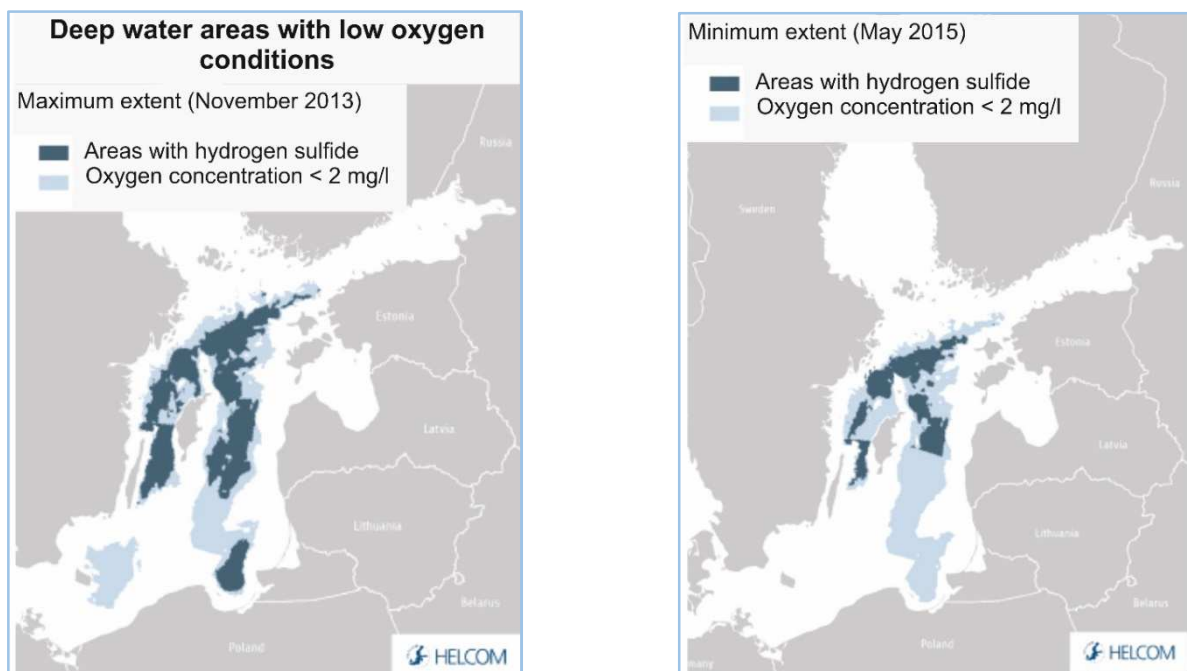 Deep water areas with low oxygen
conditions
Maximum extent (November 2013)
Areas with hydrogen sulfide
Oxygen concentration < 2 mg/l
Russia
Estonia
Latvia
Lithuania
Belarus
Poland
HELCOM
Minimum extent (May 2015)
Areas with hydrogen sulfide
Oxygen concentration < 2 mg/l
Russia
Sweden
Estonia
Latvia
Lithuania
Belarus
Poland
many
HELCOM